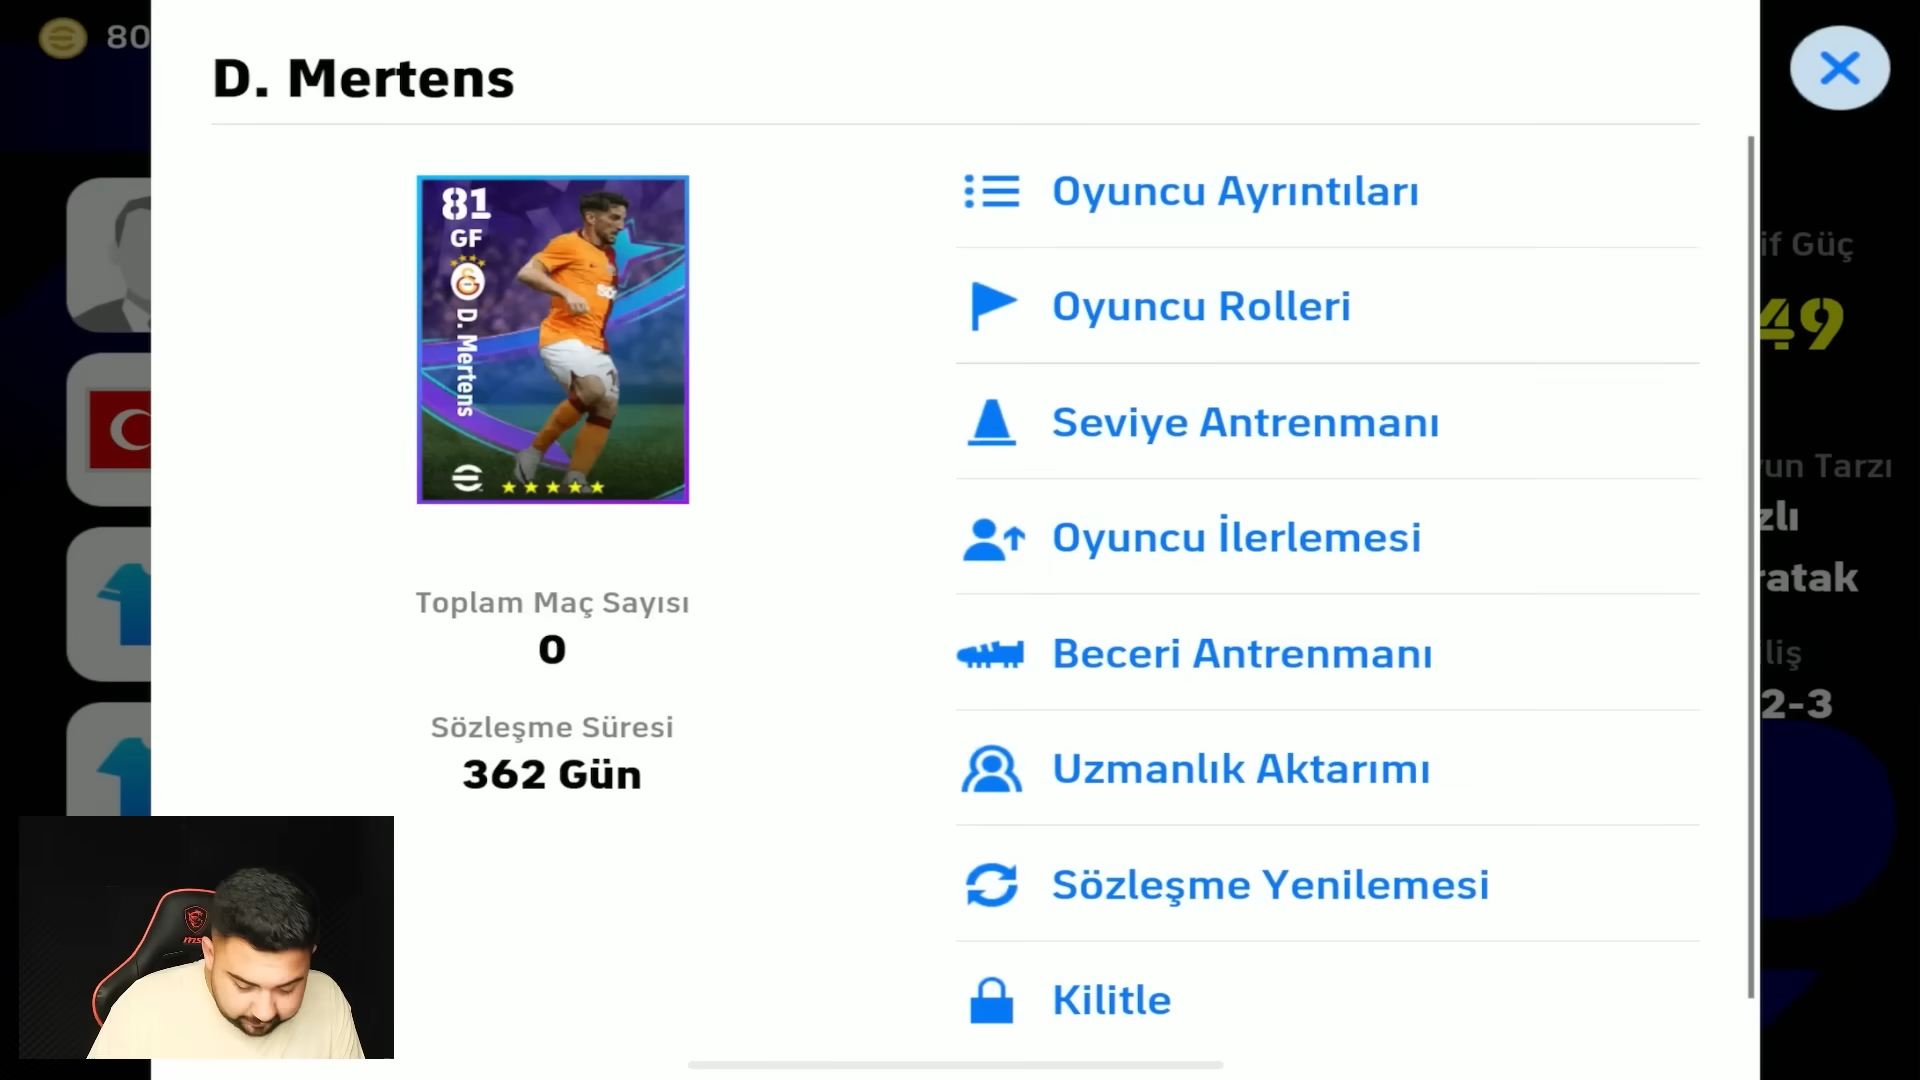 80
D. Mertens
81
GF
D. Mertens
Toplam Maç Sayısı
0
Sözleşme Süresi
362 Gün
Oyuncu Ayrıntıları
Oyuncu Rolleri
Seviye Antrenmanı
Oyuncu İlerlemesi
Beceri Antrenmanı
Uzmanlık Aktarımı
Sözleşme Yenilemesi
Kilitle
if Güç
49
un Tarzı
zlı
ratak
liş
2-3